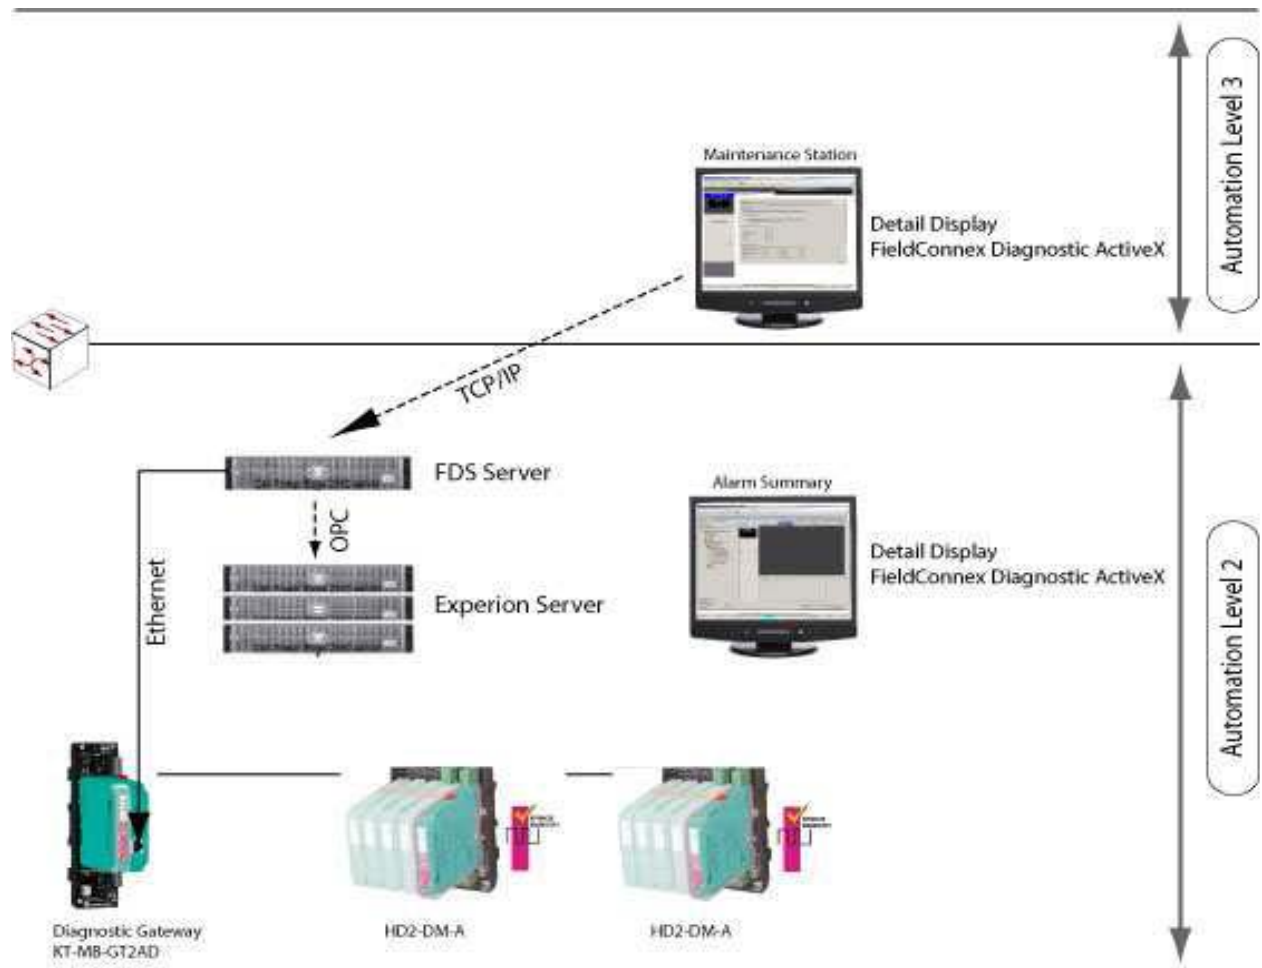 Automation Level 3
Maintenance Station
Detail Display
FieldConnex Diagnostic ActiveX
TCP/IP
FDS Server
OPC
Ethernet
Experion Server
Alarm Summary
Detail Display
FieldConnex Diagnostic ActiveX
Automation Level 2
Diagnostic Gateway
KT-MB-GT2AD
HD2-DM-A
HD2-DM-A